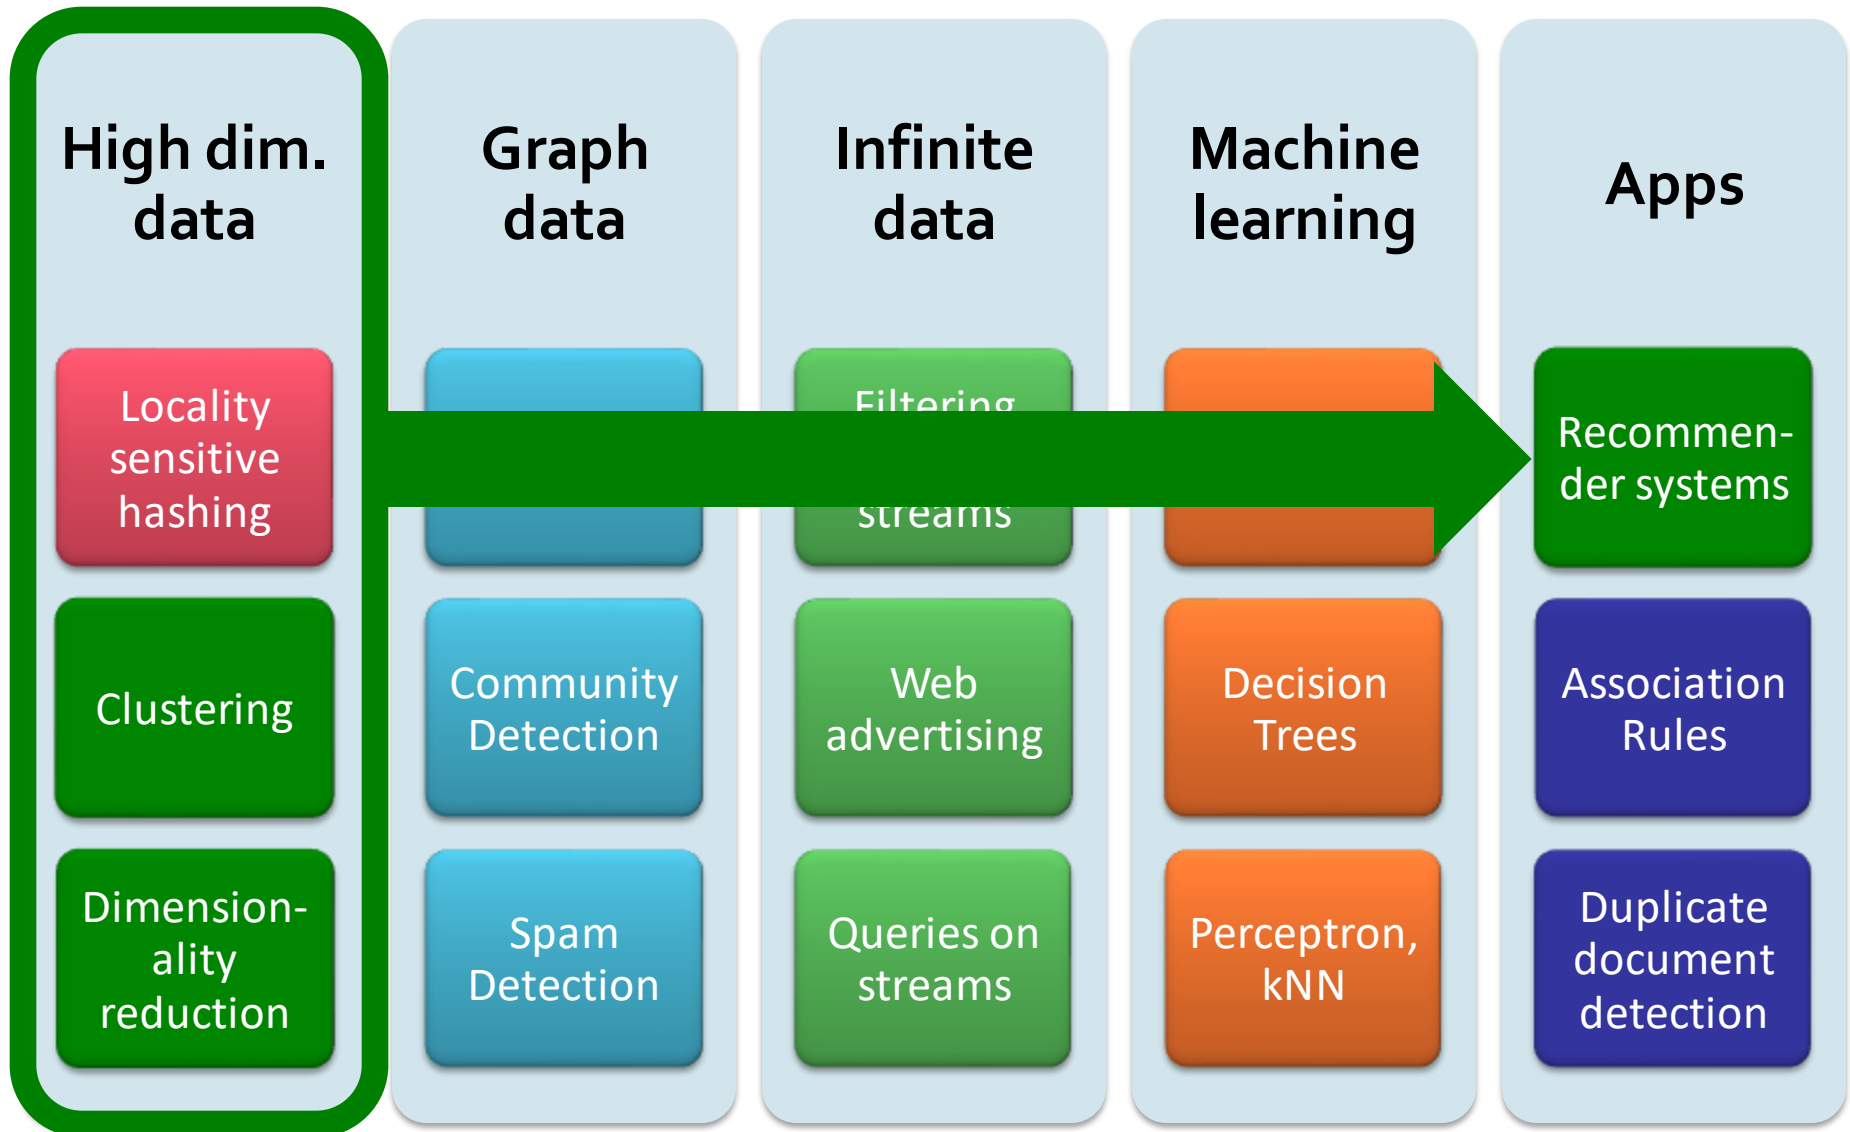 High dim.
data
Locality
sensitive
hashing
Clustering
Dimension-
ality
reduction
Graph
data
Community
Detection
Spam
Detection
Infinite
data
Filtering
streams
Web
advertising
Queries on
streams
Machine
learning
Decision
Trees
Perceptron,
kNN
Apps
Recommen-
der systems
Association
Rules
Duplicate
document
detection